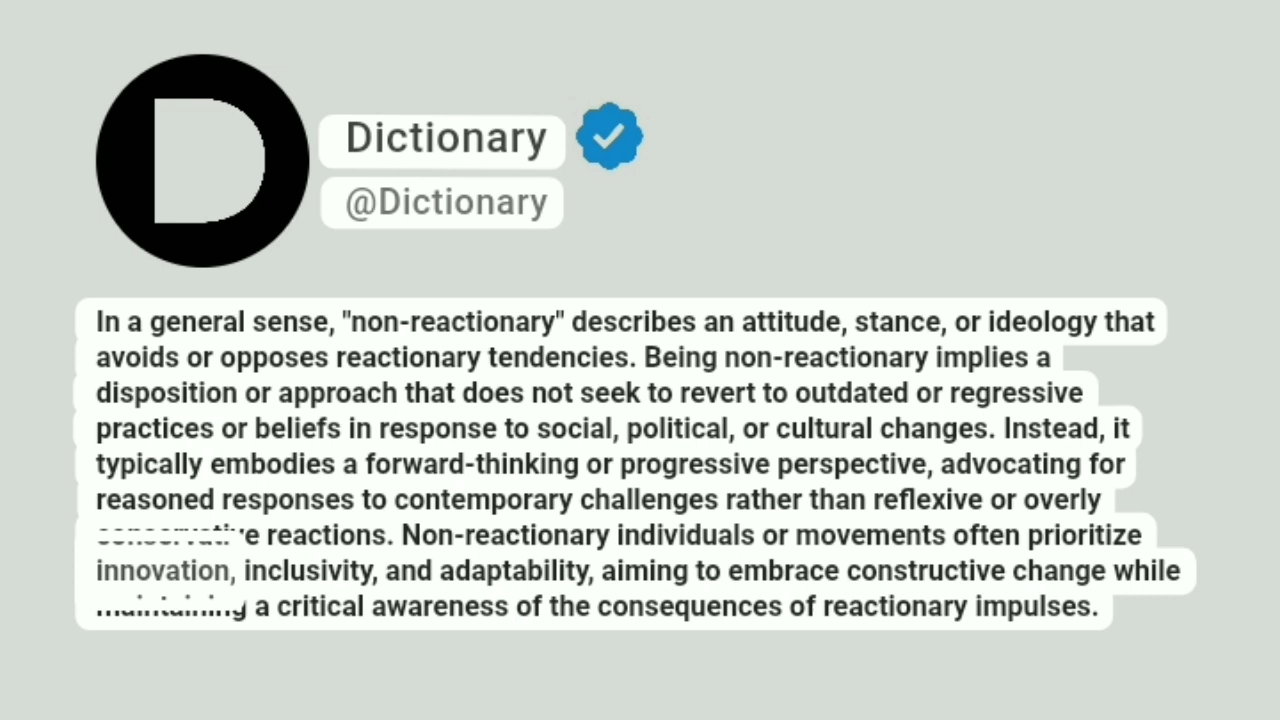 D
Dictionary
@Dictionary
In a general sense, "non-reactionary" describes an attitude, stance, or ideology that
avoids or opposes reactionary tendencies. Being non-reactionary implies a
disposition or approach that does not seek to revert to outdated or regressive
practices or beliefs in response to social, political, or cultural changes. Instead, it
typically embodies a forward-thinking or progressive perspective, advocating for
reasoned responses to contemporary challenges rather than reflexive or overly
conservative reactions. Non-reactionary individuals or movements often prioritize
innovation, inclusivity, and adaptability, aiming to embrace constructive change while
maintaining a critical awareness of the consequences of reactionary impulses.